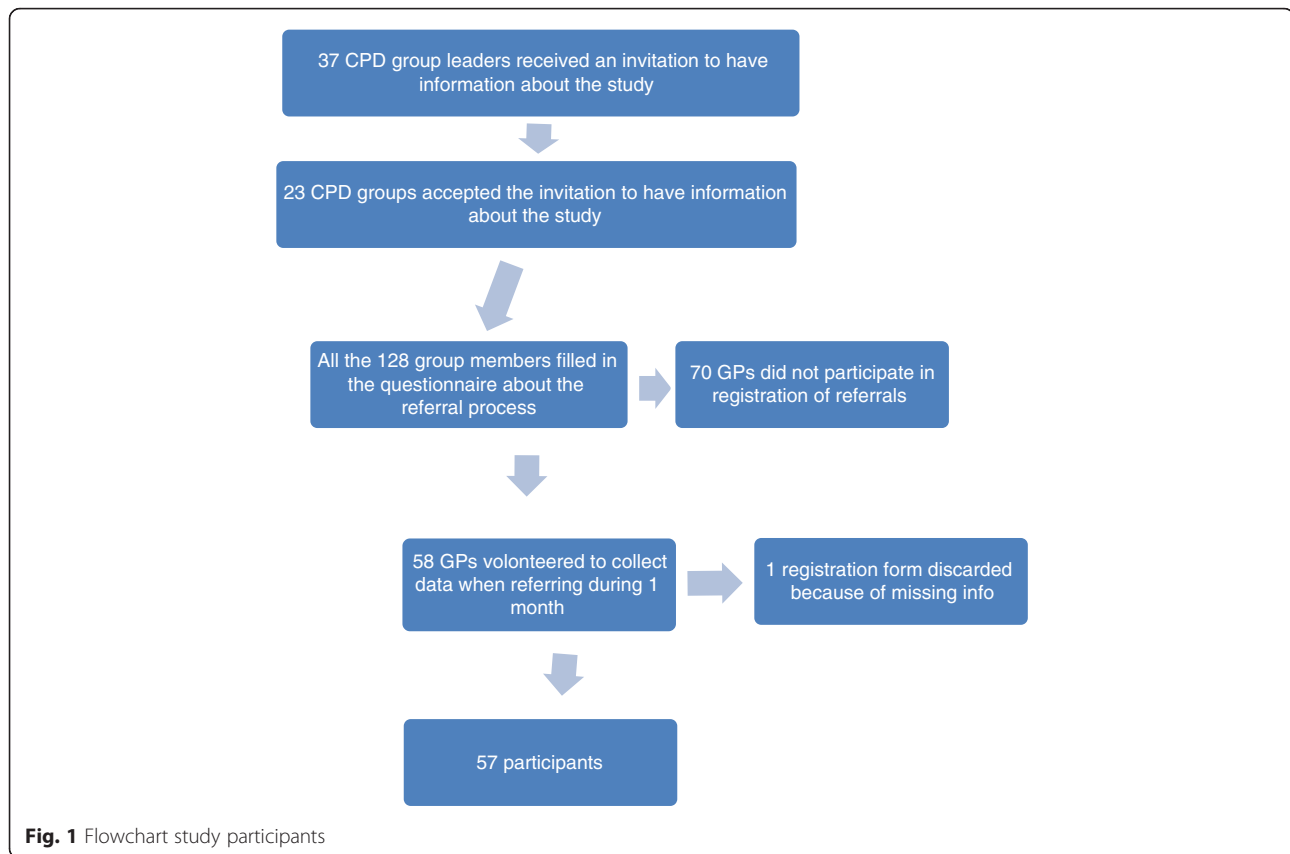 37 CPD group leaders received an invitation to have
information about the study
23 CPD groups accepted the invitation to have information
about the study
All the 128 group members filled in
the questionnaire about the
referral process
70 GPs did not participate in
registration of referrals
58 GPs volonteered to collect
data when referring during 1
month
1 registration form discarded
because of missing info
57 participants
Fig. 1 Flowchart study participants